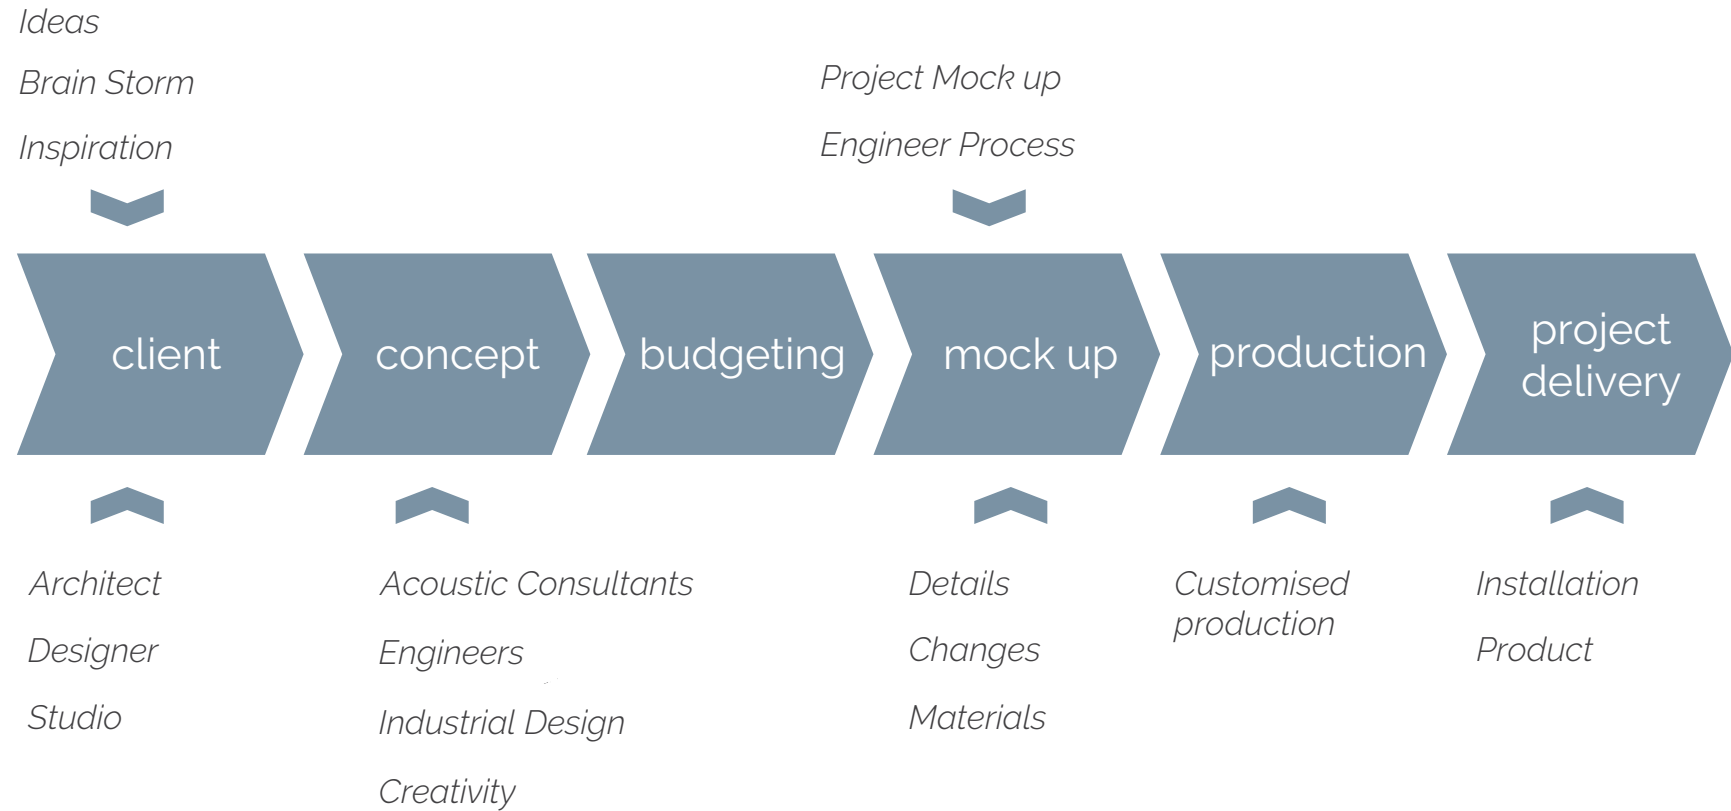 Ideas
Brain Storm
Inspiration
Project Mock up
Engineer Process
client
concept
budgeting
mock up
production
project
delivery
Architect
Designer
Studio
Acoustic Consultants
Engineers
Industrial Design
Creativity
Details
Changes
Materials
Customised
production
Installation
Product